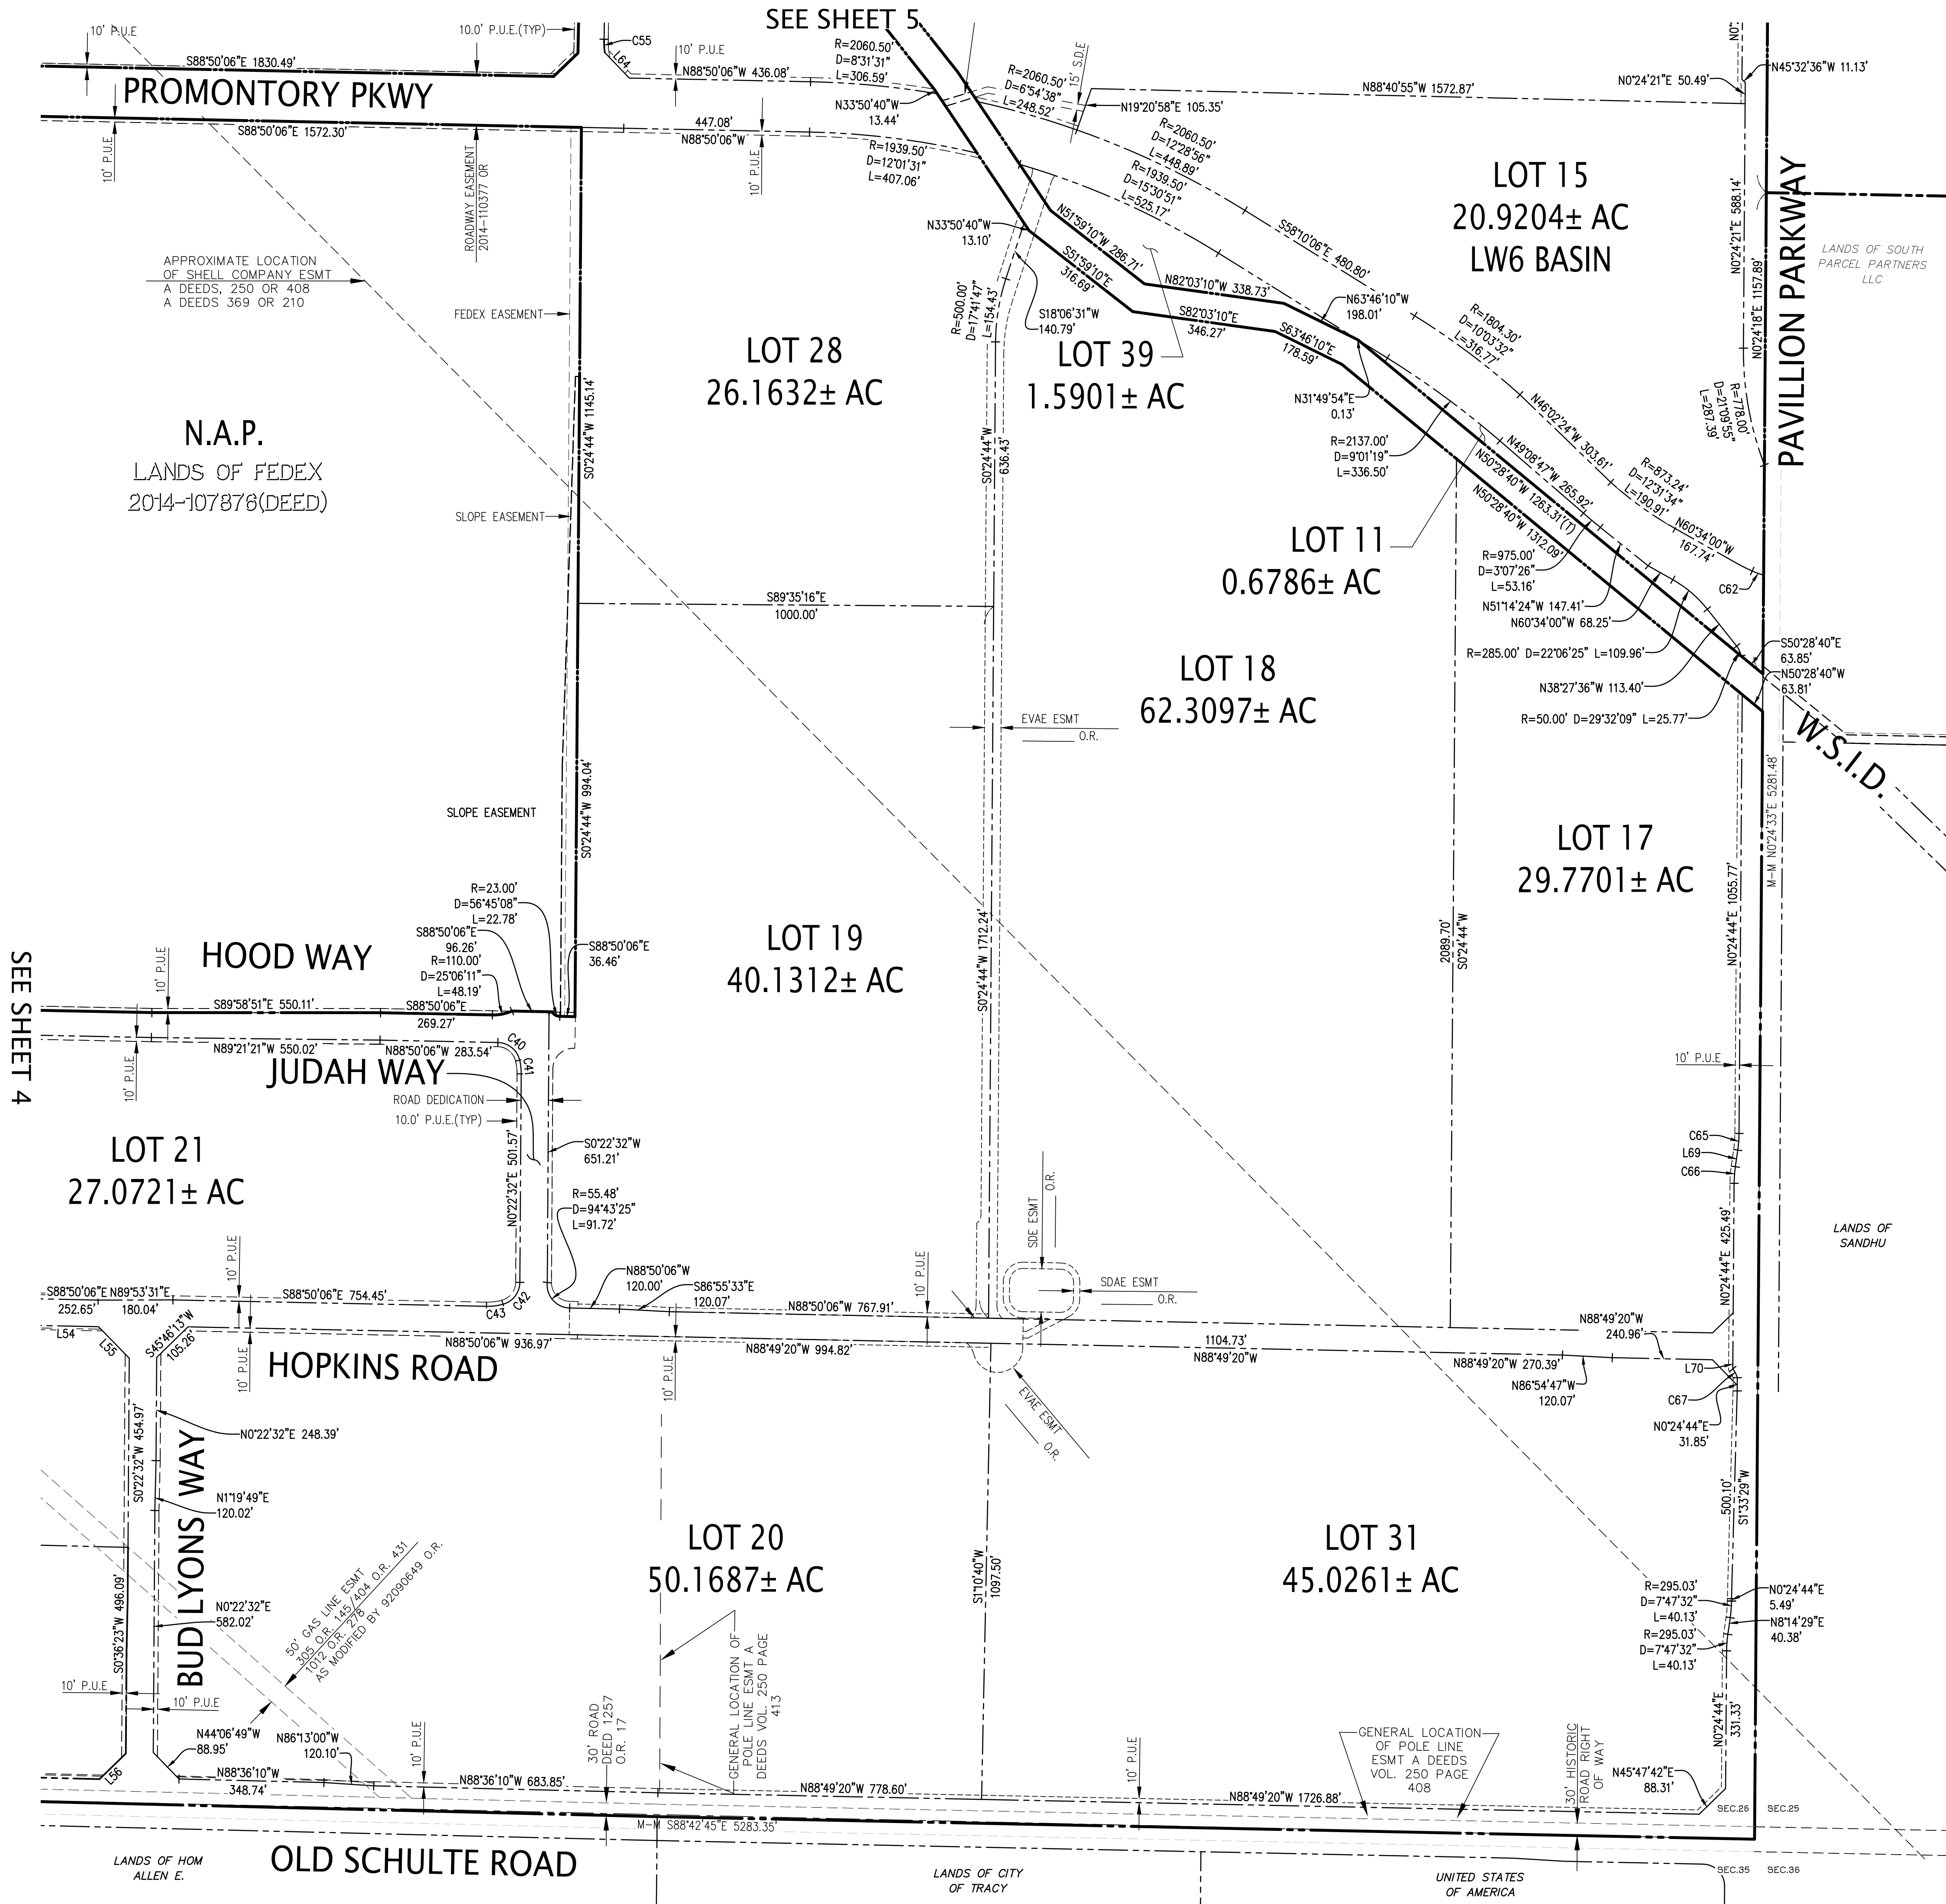 SEE SHEET 5
10' P.U.E
10.0' P.U.E.(TYP)
C55
L64
10' P.U.E
R=2060.50'
D=8°31'31"
L=306.59'
S88°50'06"E 1830.49'
N88°50'06"W 436.08'
PROMONTORY PKWY
R=2060.50'
D=6°54'38"
L=248.52'
15' S.D.E
N88°40'55"W 1572.87'
N0°24'21"E 50.49'
N0°
N45°32'36"W 11.13'
N33°50'40"W
13.44'
N19°20'58"E 105.35'
S88°50'06"E 1572.30'
10' P.U.E
ROADWAY EASEMENT
2014-110377 OR
447.08'
N88°50'06"W
10' P.U.E
R=1939.50'
D=12°01'31"
L=407.06'
R=2060.50'
D=12°28'56"
L=448.89'
R=1939.50'
D=15°30'51"
L=525.17'
LOT 15
20.9204± AC
LW6 BASIN
N0°24'21"E 588.14'
N0°24'18"E 1157.89'
PAVILLION PARKWAY
LANDS OF SOUTH
PARCEL PARTNERS
LLC
N33°50'40"W
13.10'
N51°59'10"W 286.71'
S51°59'10"E
316.69'
S58°10'06"E 480.80'
APPROXIMATE LOCATION
OF SHELL COMPANY ESMT
A DEEDS, 250 OR 408
A DEEDS 369 OR 210
FEDEX EASEMENT
R=500.00'
D=17°41'47"
L=154.43'
S18°06'31"W
140.79'
N82°03'10"W 338.73'
S82°03'10"E
346.27'
N63°46'10"W
198.01'
S63°46'10"E
178.59'
R=1804.30'
D=10°03'32"
L=316.77'
LOT 28
26.1632± AC
LOT 39
1.5901± AC
N31°49'54"E
0.13'
N46°02'24"W 303.61'
R=778.00'
D=21°09'55"
L=287.39'
S0°24'44"W 1145.14'
N.A.P.
LANDS OF FEDEX
2014-107876(DEED)
S0°24'44"W
636.43'
R=2137.00'
D=9°01'19"
L=336.50'
N49°08'47"W 265.92'
N50°28'40"W 1263.31'(T)
N50°28'40"W 1312.09'
R=873.24'
D=12°31'34"
L=190.91'
N60°34'00"W
167.74'
C62
SLOPE EASEMENT
LOT 11
0.6786± AC
R=975.00'
D=3°07'26"
L=53.16'
N51°14'24"W 147.41'
N60°34'00"W 68.25'
R=285.00' D=22°06'25" L=109.96'
N38°27'36"W 113.40'
R=50.00' D=29°32'09" L=25.77'
S50°28'40"E
63.85'
N50°28'40"W
63.81'
W.S.I.D.
S89°35'16"E
1000.00'
LOT 18
62.3097± AC
EVAE ESMT
O.R.
M-M N0°24'33"E 5281.48'
S0°24'44"W 994.04'
SLOPE EASEMENT
LOT 17
29.7701± AC
N0°24'44"E 1055.77'
R=23.00'
D=56°45'08"
L=22.78'
S88°50'06"E
96.26'
R=110.00'
D=25°06'11"
L=48.19'
S88°50'06"E
36.46'
LOT 19
40.1312± AC
S0°24'44"W 1712.24'
2089.70'
S0°24'44"W
SEE SHEET 4
10' P.U.E
HOOD WAY
S89°58'51"E 550.11'
S88°50'06"E
269.27'
N89°21'21"W 550.02'
N88°50'06"W 283.54'
C40
C41
10' P.U.E
JUDAH WAY
ROAD DEDICATION
10.0' P.U.E.(TYP)
10' P.U.E
C65
L69
C66
LOT 21
27.0721± AC
N0°22'32"E 501.57'
S0°22'32"W
651.21'
R=55.48'
D=94°43'25"
L=91.72'
SDE ESMT
O.R.
N0°24'44"E 425.49'
LANDS OF
SANDHU
10' P.U.E
N88°50'06"W
120.00'
S86°55'33"E
120.07'
10' P.U.E
SDAE ESMT
O.R.
S88°50'06"E
252.65'
N89°53'31"E
180.04'
S88°50'06"E 754.45'
C43
C42
N88°50'06"W 767.91'
N88°49'20"W
240.96'
L54
L55
S45°46'13"W
105.26'
10' P.U.E
N88°50'06"W 936.97'
HOPKINS ROAD
10' P.U.E
N88°49'20"W 994.82'
1104.73'
N88°49'20"W
N88°49'20"W 270.39'
N86°54'47"W
120.07'
L70
C67
N0°24'44"E
31.85'
EVAE ESMT
O.R.
S0°22'32"W 454.97'
N0°22'32"E 248.39'
N1°19'49"E
120.02'
BUD LYONS WAY
500.10'
S1°33'29"W
50' GAS LINE ESMT
305 O.R. 145/404 O.R. 431
1012 O.R. 278
AS MODIFIED BY 92090649 O.R.
LOT 20
50.1687± AC
S1°10'40"W
1097.50'
LOT 31
45.0261± AC
R=295.03'
D=7°47'32"
L=40.13'
N0°24'44"E
5.49'
R=295.03'
D=7°47'32"
L=40.13'
N8°14'29"E
40.38'
S0°36'23"W 496.09'
N0°22'32"E
582.02'
10' P.U.E
10' P.U.E
N44°06'49"W
88.95'
N86°13'00"W
120.10'
10' P.U.E
30' ROAD
DEED 1257
O.R. 17
GENERAL LOCATION OF
POLE LINE ESMT A
DEEDS VOL. 250 PAGE
413
10' P.U.E
GENERAL LOCATION
OF POLE LINE
ESMT A DEEDS
VOL. 250 PAGE
408
30' HISTORIC
ROAD RIGHT
OF WAY
N0°24'44"E
331.33'
N45°47'42"E
88.31'
L56
N88°36'10"W
348.74'
N88°36'10"W 683.85'
N88°49'20"W 778.60'
N88°49'20"W 1726.88'
SEC.26
SEC.25
M-M S88°42'45"E 5283.35'
LANDS OF HOM
ALLEN E.
OLD SCHULTE ROAD
LANDS OF CITY
OF TRACY
UNITED STATES
OF AMERICA
SEC.35
SEC.36